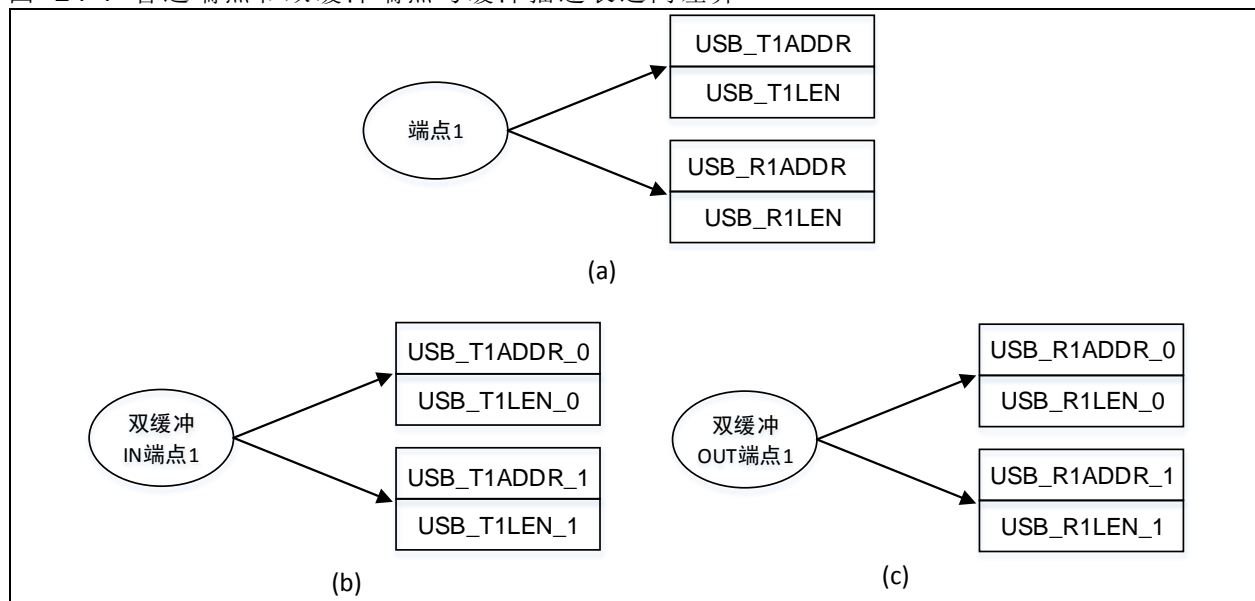 USB_T1ADDR
USB_T1LEN
端点1
USB_R1ADDR
USB_R1LEN
(a)
USB_T1ADDR_0
USB_T1LEN_0
双缓冲
IN端点1
USB_T1ADDR_1
USB_T1LEN_1
(b)
USB_R1ADDR_0
USB_R1LEN_0
双缓冲
OUT端点1
USB_R1ADDR_1
USB_R1LEN_1
(c)